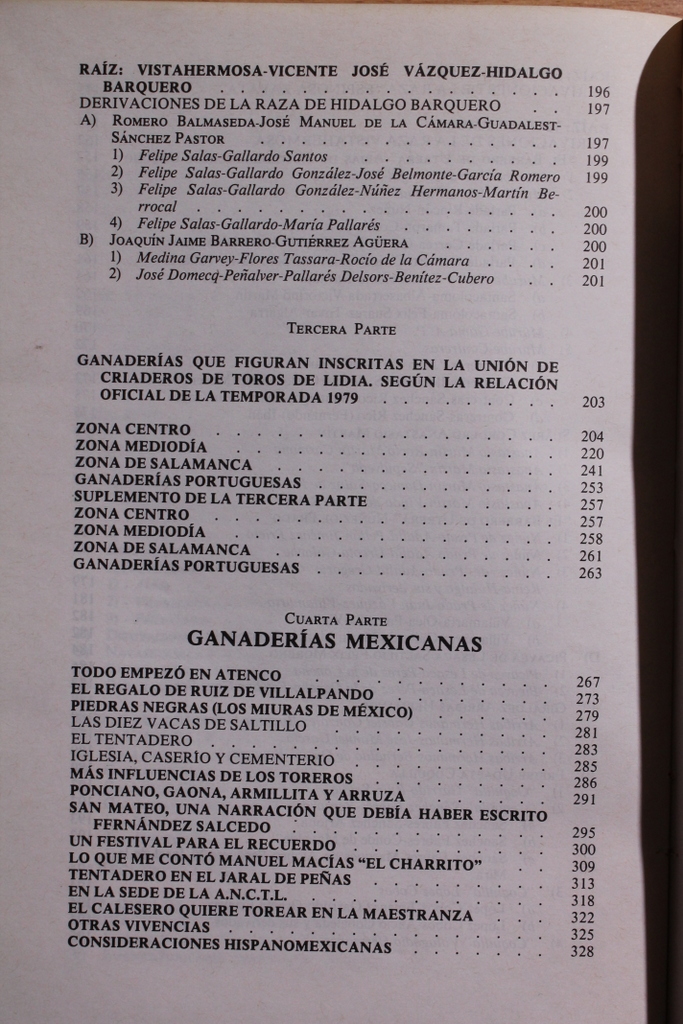 RAÍZ: VISTAHERMOSA-VICENTE JOSÉ VÁZQUEZ-HIDALGO
BARQUERO . . . . . . . . . . . . . . . . 196
DERIVACIONES DE LA RAZA DE HIDALGO BARQUERO . . 197
A) ROMERO BALMASEDA-JOSÉ MANUEL DE LA CÁMARA-GUADALEST-
SÁNCHEZ PASTOR . . . . . . . . . . . . . . . 197
1) Felipe Salas-Gallardo Santos . . . . . . . . . . 199
2) Felipe Salas-Gallardo González-José Belmonte-García Romero 199
3) Felipe Salas-Gallardo González-Núñez Hermanos-Martín Be-
rrocal . . . . . . . . . . . . . . . . . . . 200
4) Felipe Salas-Gallardo-María Pallarés . . . . . . . . 200
B) JOAQUÍN JAIME BARRERO-GUTIÉRREZ AGÜERA . . . . . . 200
1) Medina Garvey-Flores Tassara-Rocío de la Cámara . . . . 201
2) José Domecq-Peñalver-Pallarés Delsors-Benítez-Cubero . . 201
TERCERA PARTE
GANADERÍAS QUE FIGURAN INSCRITAS EN LA UNIÓN DE
CRIADEROS DE TOROS DE LIDIA. SEGÚN LA RELACIÓN
OFICIAL DE LA TEMPORADA 1979 . . . . . . . . . 203
ZONA CENTRO . . . . . . . . . . . . . . . . . 204
ZONA MEDIODÍA . . . . . . . . . . . . . . . . 220
ZONA DE SALAMANCA . . . . . . . . . . . . . . 241
GANADERÍAS PORTUGUESAS . . . . . . . . . . . . 253
SUPLEMENTO DE LA TERCERA PARTE . . . . . . . . 257
ZONA CENTRO . . . . . . . . . . . . . . . . . 257
ZONA MEDIODÍA . . . . . . . . . . . . . . . . 258
ZONA DE SALAMANCA . . . . . . . . . . . . . . 261
GANADERÍAS PORTUGUESAS . . . . . . . . . . . . 263
CUARTA PARTE
GANADERÍAS MEXICANAS
TODO EMPEZÓ EN ATENCO . . . . . . . . . . . . 267
EL REGALO DE RUIZ DE VILLALPANDO . . . . . . . . 273
PIEDRAS NEGRAS (LOS MIURAS DE MÉXICO) . . . . . . 279
LAS DIEZ VACAS DE SALTILLO . . . . . . . . . . . 281
EL TENTADERO . . . . . . . . . . . . . . . . . 283
IGLESIA, CASERÍO Y CEMENTERIO . . . . . . . . . . 285
MÁS INFLUENCIAS DE LOS TOREROS . . . . . . . . . 286
PONCIANO, GAONA, ARMILLITA Y ARRUZA . . . . . . 291
SAN MATEO, UNA NARRACIÓN QUE DEBÍA HABER ESCRITO
FERNÁNDEZ SALCEDO . . . . . . . . . . . . . 295
UN FESTIVAL PARA EL RECUERDO . . . . . . . . . . 300
LO QUE ME CONTÓ MANUEL MACÍAS “EL CHARRITO” . . 309
TENTADERO EN EL JARAL DE PEÑAS . . . . . . . . . 313
EN LA SEDE DE LA A.N.C.T.L. . . . . . . . . . . . . 318
EL CALESERO QUIERE TOREAR EN LA MAESTRANZA . . . 322
OTRAS VIVENCIAS . . . . . . . . . . . . . . . . 325
CONSIDERACIONES HISPANOMEXICANAS . . . . . . . 328